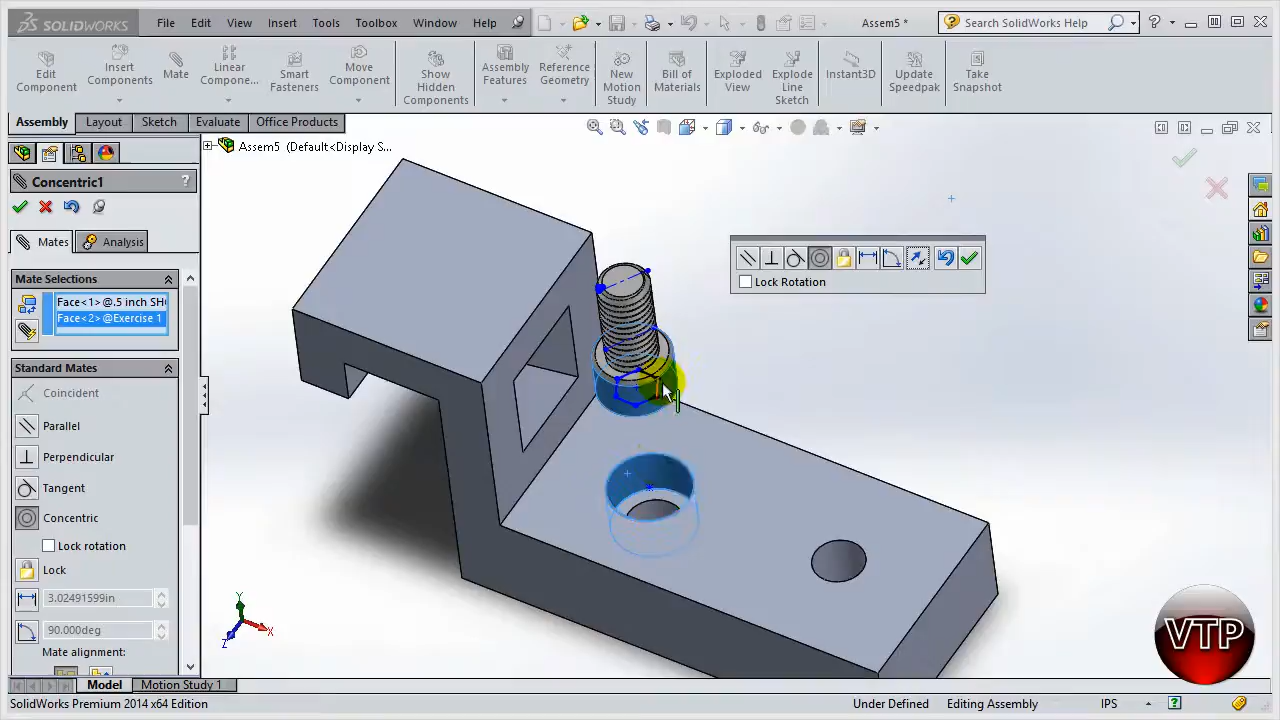 SOLIDWORKS
File Edit View Insert Tools Toolbox Window Help
Assem5 *
Search SolidWorks Help
Edit Component
Insert Components
Mate
Linear Compone...
Smart Fasteners
Move Component
Show Hidden Components
Assembly Features
Reference Geometry
New Motion Study
Bill of Materials
Exploded View
Explode Line Sketch
Instant3D
Update Speedpak
Take Snapshot
Assembly Layout Sketch Evaluate Office Products
Assem5 (Default<Display S...
Concentric1 ?
Mates Analysis
Mate Selections
Face<1>@.5 inch SH
Face<2>@Exercise 1
Standard Mates
Coincident
Parallel
Perpendicular
Tangent
Concentric
Lock rotation
Lock
3.02491599in
90.000deg
Mate alignment:
Lock Rotation
Y
X
Z
VTP
Model Motion Study 1
SolidWorks Premium 2014 x64 Edition
Under Defined Editing Assembly IPS